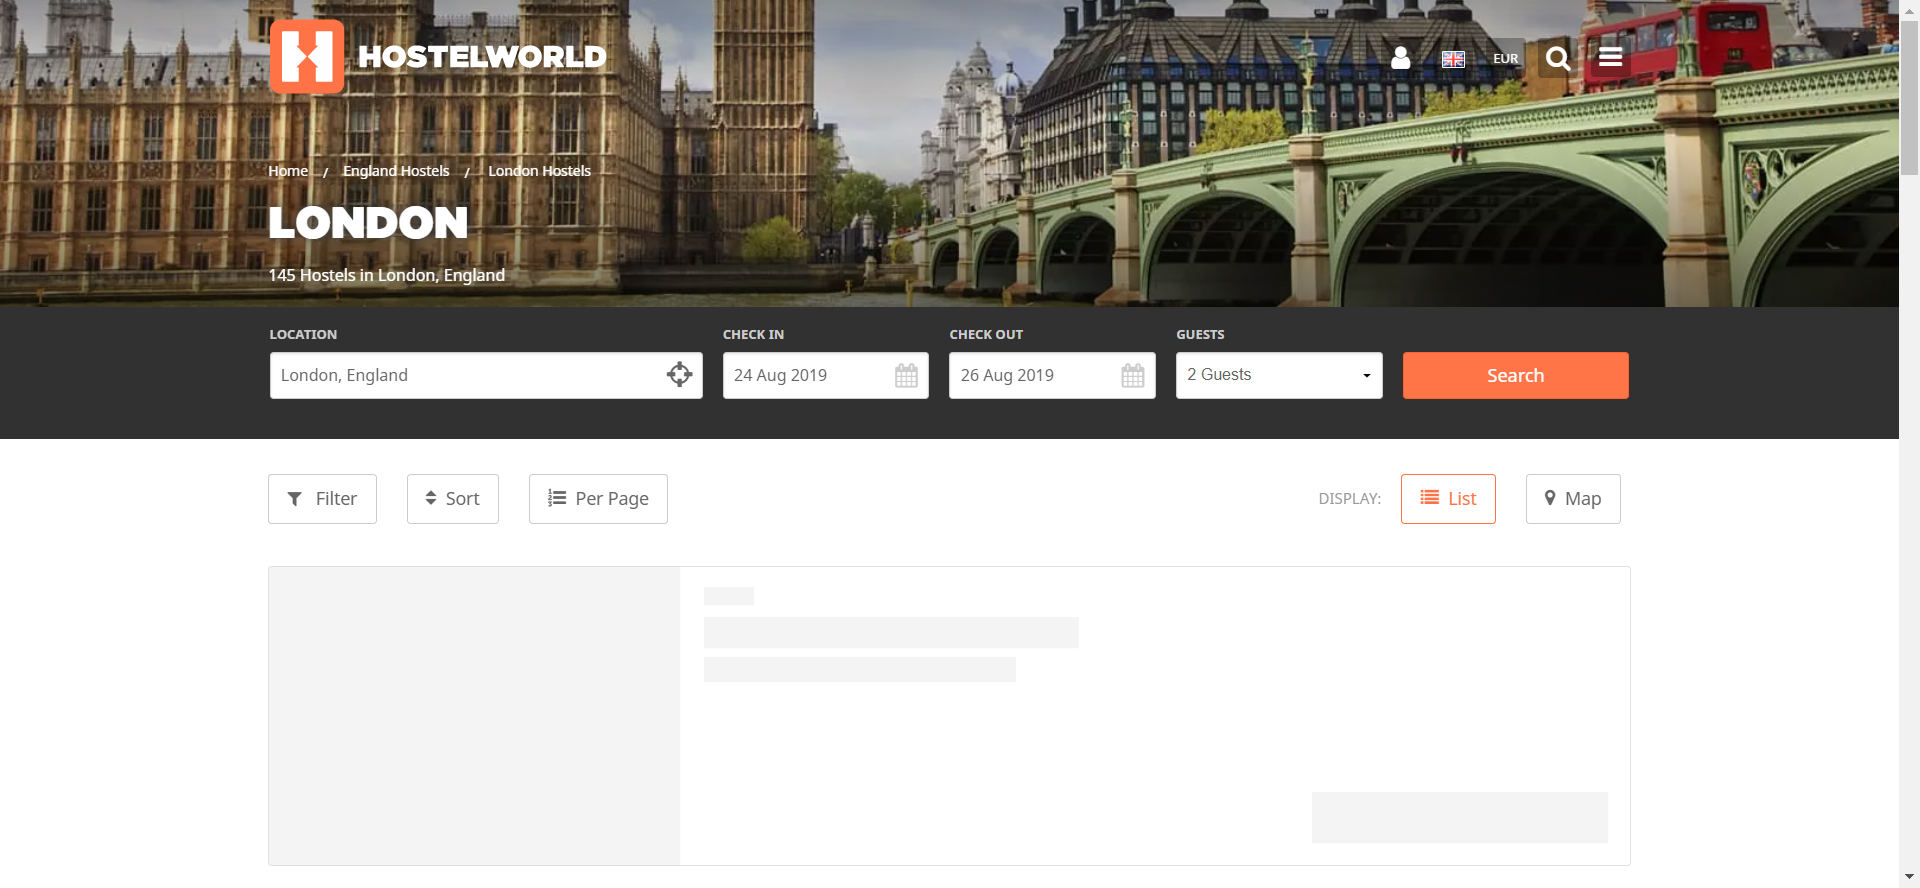 HOSTELWORLD
EUR
Home / England Hostels / London Hostels
LONDON
145 Hostels in London, England
LOCATION
CHECK IN
CHECK OUT
GUESTS
London, England
24 Aug 2019
26 Aug 2019
2 Guests
Search
Filter
Sort
Per Page
DISPLAY:
List
Map